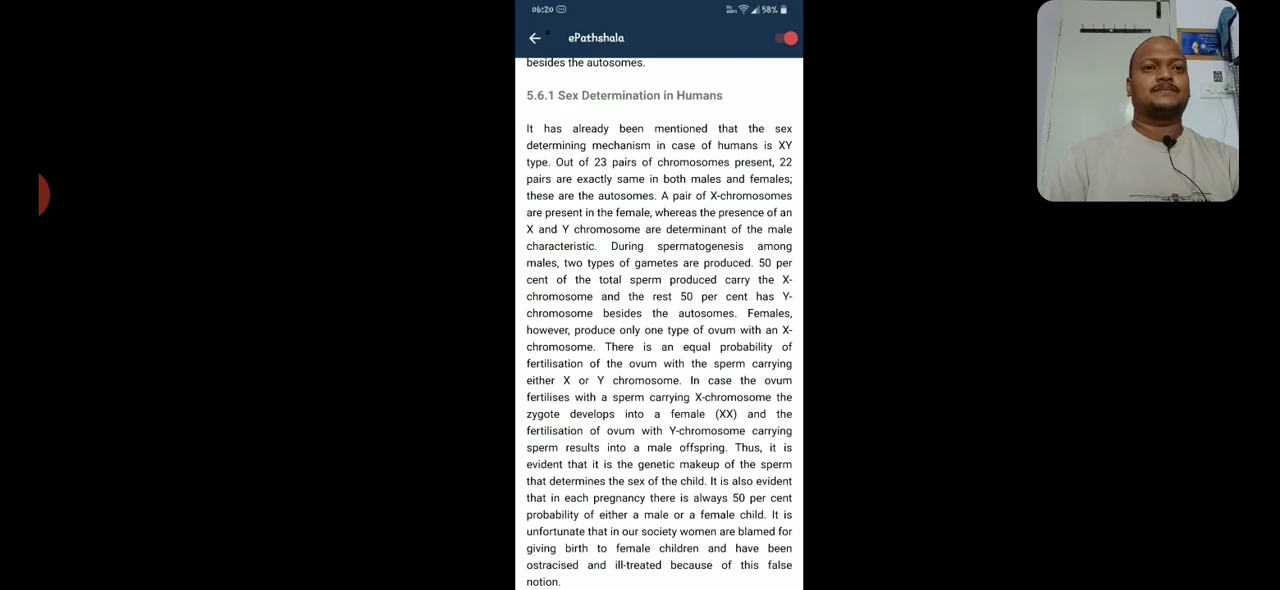 06:20
58%
ePathshala
besides the autosomes.
5.6.1 Sex Determination in Humans
It has already been mentioned that the sex
determining mechanism in case of humans is XY
type. Out of 23 pairs of chromosomes present, 22
pairs are exactly same in both males and females;
these are the autosomes. A pair of X-chromosomes
are present in the female, whereas the presence of an
X and Y chromosome are determinant of the male
characteristic. During spermatogenesis among
males, two types of gametes are produced. 50 per
cent of the total sperm produced carry the X-
chromosome and the rest 50 per cent has Y-
chromosome besides the autosomes. Females,
however, produce only one type of ovum with an X-
chromosome. There is an equal probability of
fertilisation of the ovum with the sperm carrying
either X or Y chromosome. In case the ovum
fertilises with a sperm carrying X-chromosome the
zygote develops into a female (XX) and the
fertilisation of ovum with Y-chromosome carrying
sperm results into a male offspring. Thus, it is
evident that it is the genetic makeup of the sperm
that determines the sex of the child. It is also evident
that in each pregnancy there is always 50 per cent
probability of either a male or a female child. It is
unfortunate that in our society women are blamed for
giving birth to female children and have been
ostracised and ill-treated because of this false
notion.